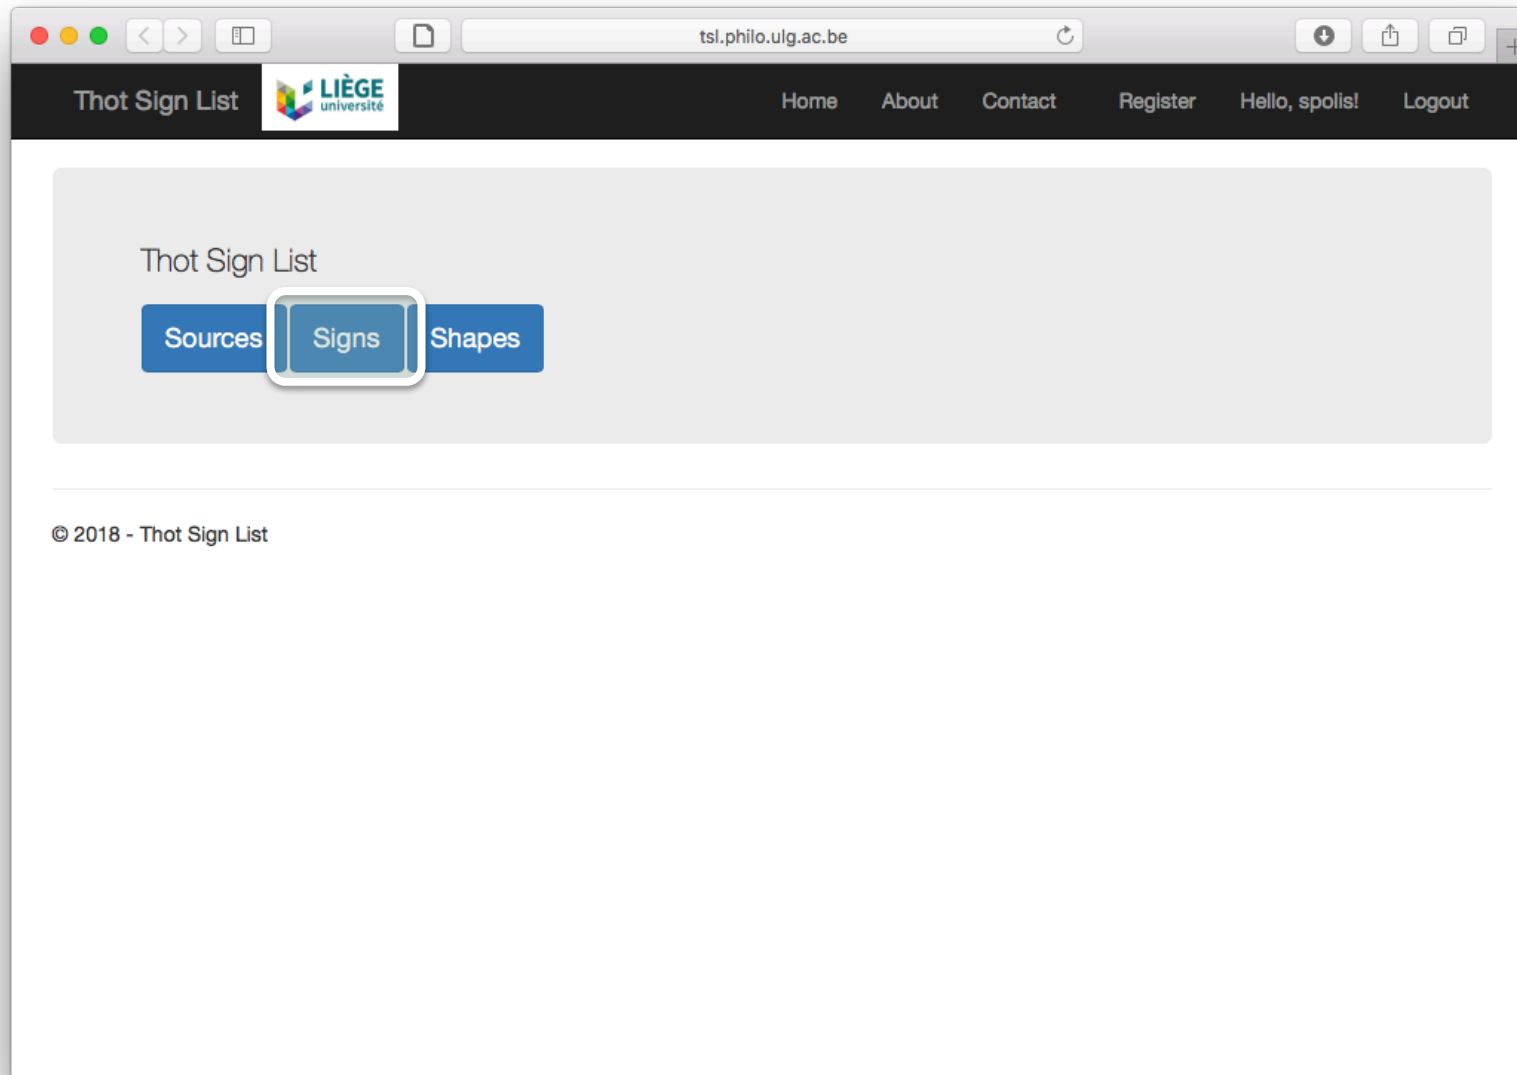 tsl.philo.ulg.ac.be
Thot Sign List LIÈGE université Home About Contact Register Hello, spolis! Logout
Thot Sign List
Sources Signs Shapes
© 2018 - Thot Sign List